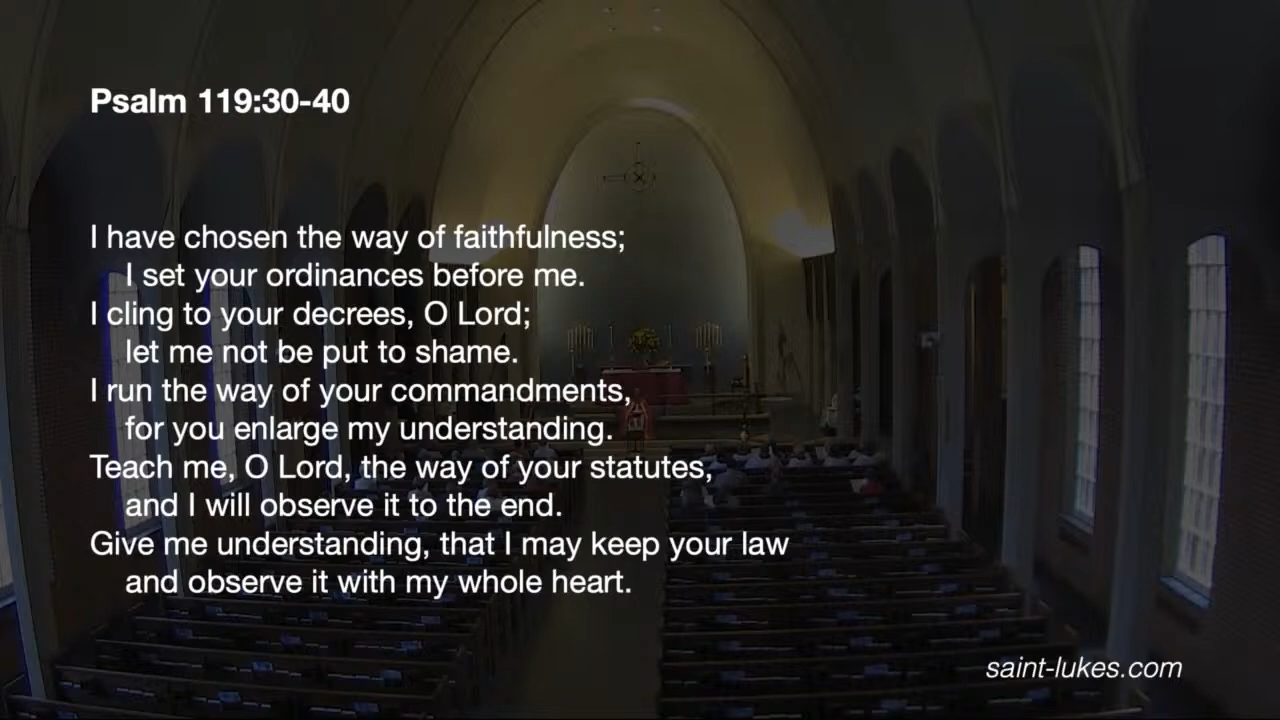 Psalm 119:30-40
I have chosen the way of faithfulness;
I set your ordinances before me.
I cling to your decrees, O Lord;
let me not be put to shame.
I run the way of your commandments,
for you enlarge my understanding.
Teach me, O Lord, the way of your statutes,
and I will observe it to the end.
Give me understanding, that I may keep your law
and observe it with my whole heart.
saint-lukes.com